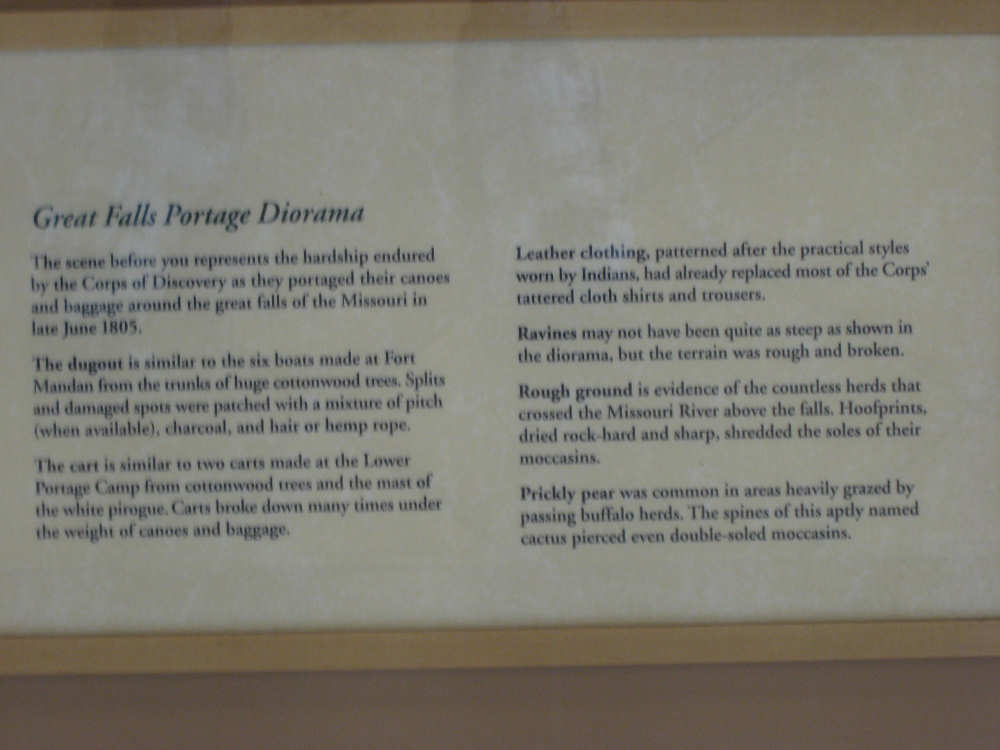 Great Falls Portage Diorama
The scene before you represents the hardship endured
by the Corps of Discovery as they portaged their canoes
and baggage around the great falls of the Missouri in
late June 1805.
The dugout is similar to the six boats made at Fort
Mandan from the trunks of huge cottonwood trees. Splits
and damaged spots were patched with a mixture of pitch
(when available), charcoal, and hair or hemp rope.
The cart is similar to two carts made at the Lower
Portage Camp from cottonwood trees and the mast of
the white pirogue. Carts broke down many times under
the weight of canoes and baggage.
Leather clothing, patterned after the practical styles
worn by Indians, had already replaced most of the Corps'
tattered cloth shirts and trousers.
Ravines may not have been quite as steep as shown in
the diorama, but the terrain was rough and broken.
Rough ground is evidence of the countless herds that
crossed the Missouri River above the falls. Hoofprints,
dried rock-hard and sharp, shredded the soles of their
moccasins.
Prickly pear was common in areas heavily grazed by
passing buffalo herds. The spines of this aptly named
cactus pierced even double-soled moccasins.